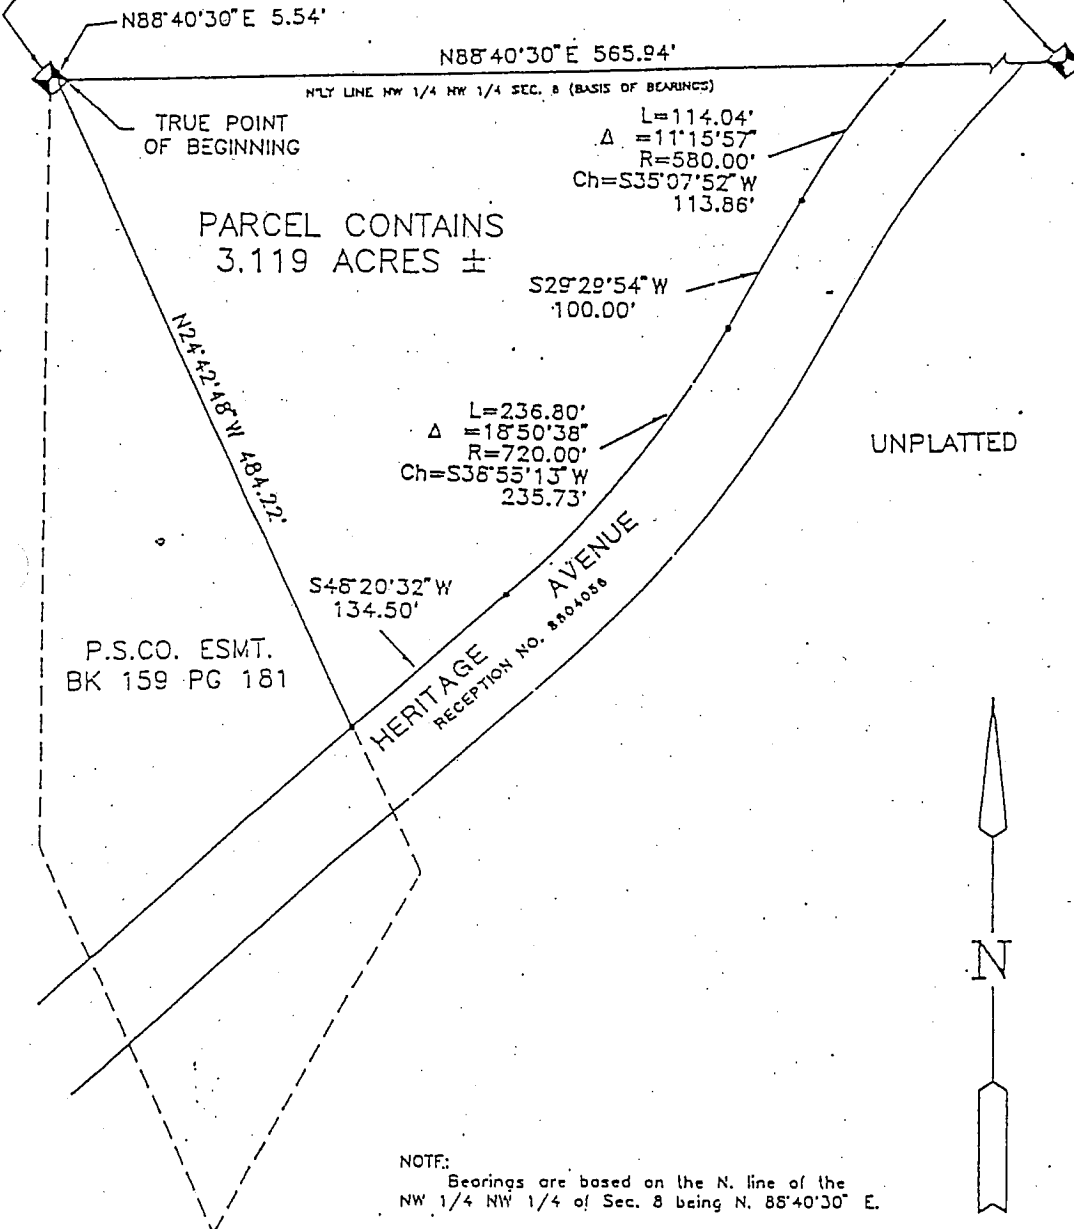 N88°40'30"E 5.54'
N88°40'30"E 565.94'
N'LY LINE NW 1/4 NW 1/4 SEC. 8 (BASIS OF BEARINGS)
TRUE POINT
OF BEGINNING
L=114.04'
Δ =11°15'57"
R=580.00'
Ch=S35°07'52"W
113.86'
PARCEL CONTAINS
3.119 ACRES ±
S29°29'54"W
100.00'
N24°42'48"W 484.22'
L=236.80'
Δ =18°50'38"
R=720.00'
Ch=S38°55'13"W
235.73'
UNPLATTED
S48°20'32"W
134.50'
HERITAGE AVENUE
RECEPTION NO. 8804056
P.S.CO. ESMT.
BK 159 PG 181
N
NOTE:
Bearings are based on the N. line of the
NW 1/4 NW 1/4 of Sec. 8 being N. 88°40'30" E.